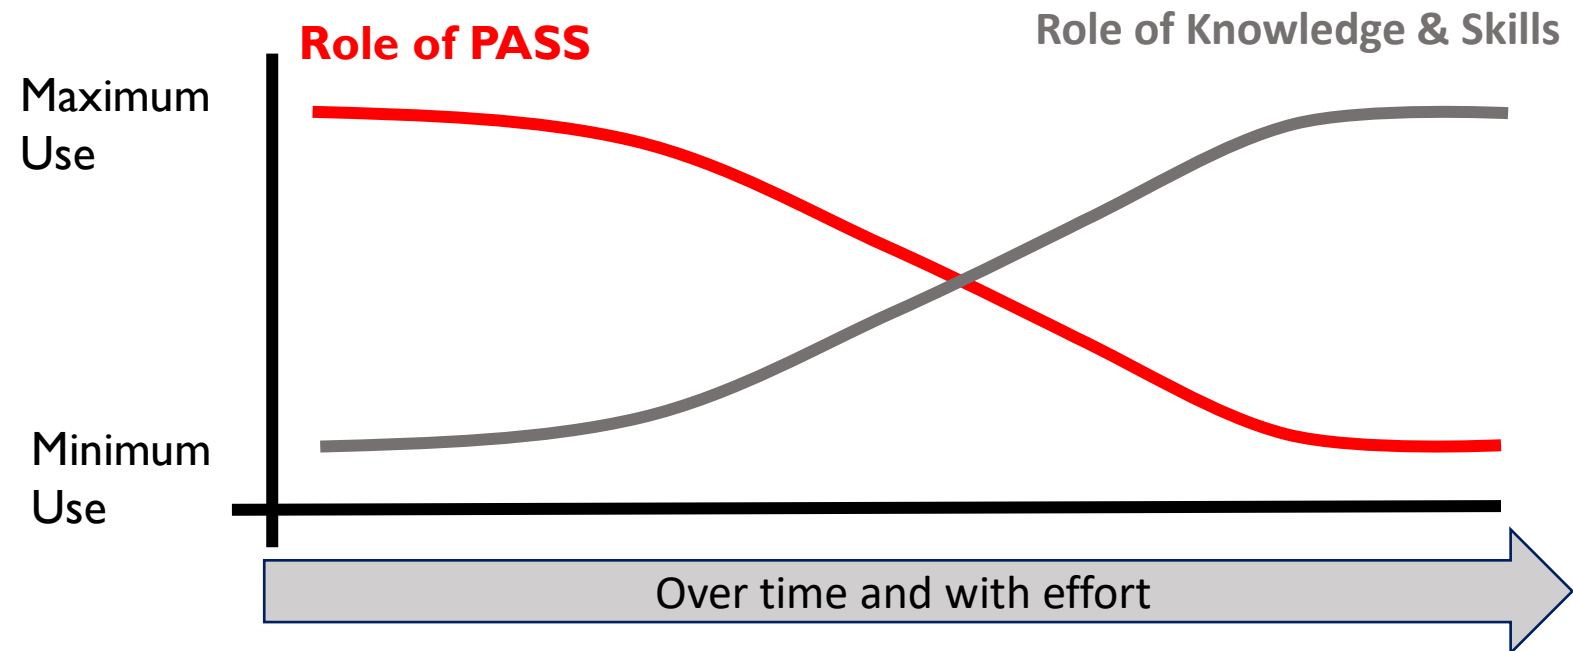 Role of PASS
Role of Knowledge & Skills
Maximum
Use
Minimum
Use
Over time and with effort